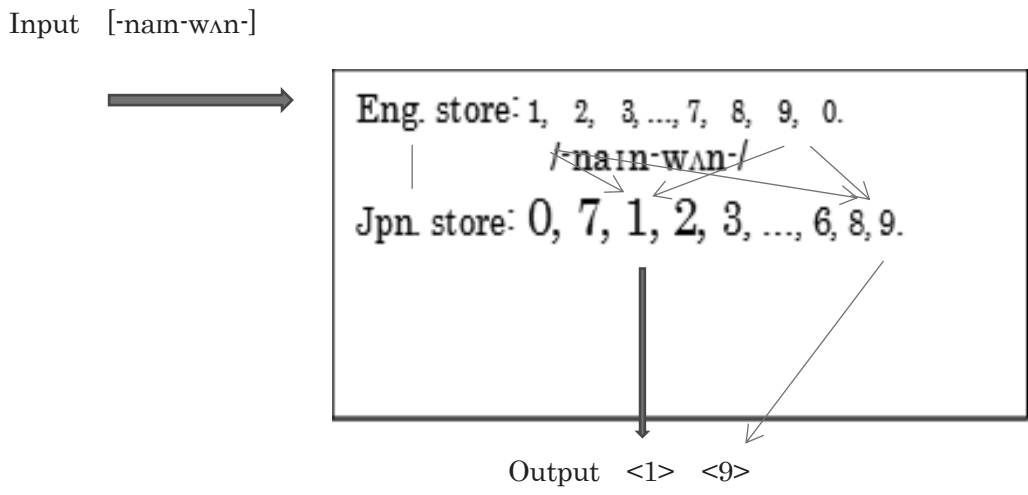 Input [-naɪn-wʌn-]
Eng. store: 1, 2, 3, ..., 7, 8, 9, 0.
/-naɪn-wʌn-/
Jpn. store: 0, 7, 1, 2, 3, ..., 6, 8, 9.
Output <1> <9>